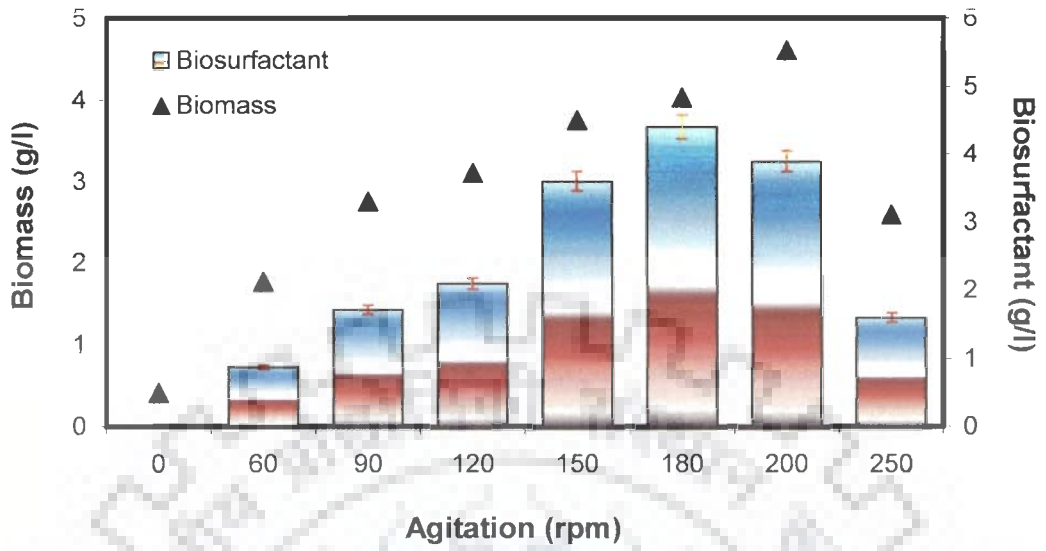 5
4
3
2
1
0
Biomass (g/l)
Biosurfactant
Biomass
6
5
4
3
2
1
0
Biosurfactant (g/l)
0 60 90 120 150 180 200 250
Agitation (rpm)